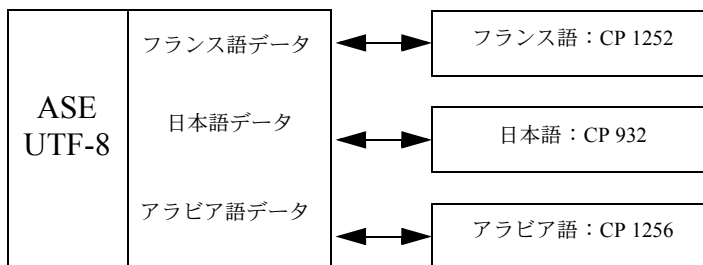 フランス語データ
フランス語：CP 1252
ASE
UTF-8
日本語データ
日本語：CP 932
アラビア語データ
アラビア語：CP 1256